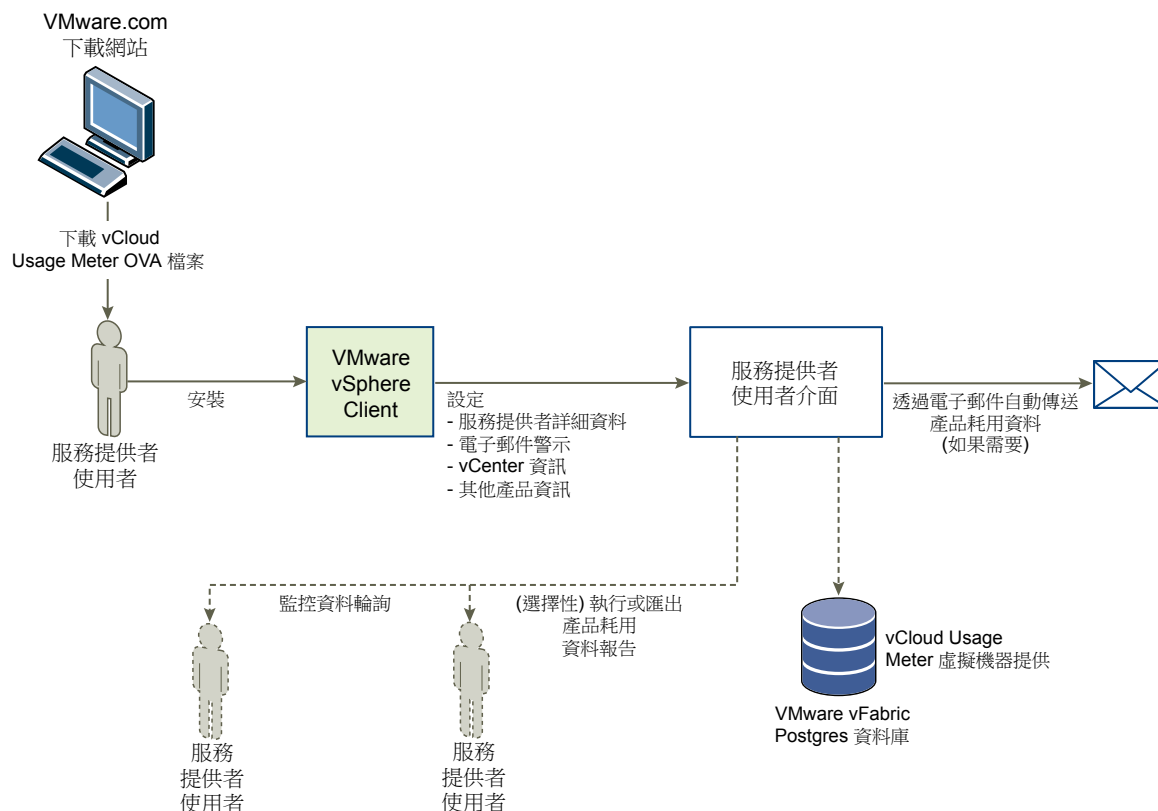 VMware.com
下載網站
下載 vCloud
Usage Meter OVA 檔案
服務提供者
使用者
安裝
VMware
vSphere
Client
設定
- 服務提供者詳細資料
- 電子郵件警示
- vCenter 資訊
- 其他產品資訊
服務提供者
使用者介面
透過電子郵件自動傳送
產品耗用資料
(如果需要)
監控資料輪詢
(選擇性) 執行或匯出
產品耗用
資料報告
服務
提供者
使用者
服務
提供者
使用者
vCloud Usage
Meter 虛擬機器提供
VMware vFabric
Postgres 資料庫